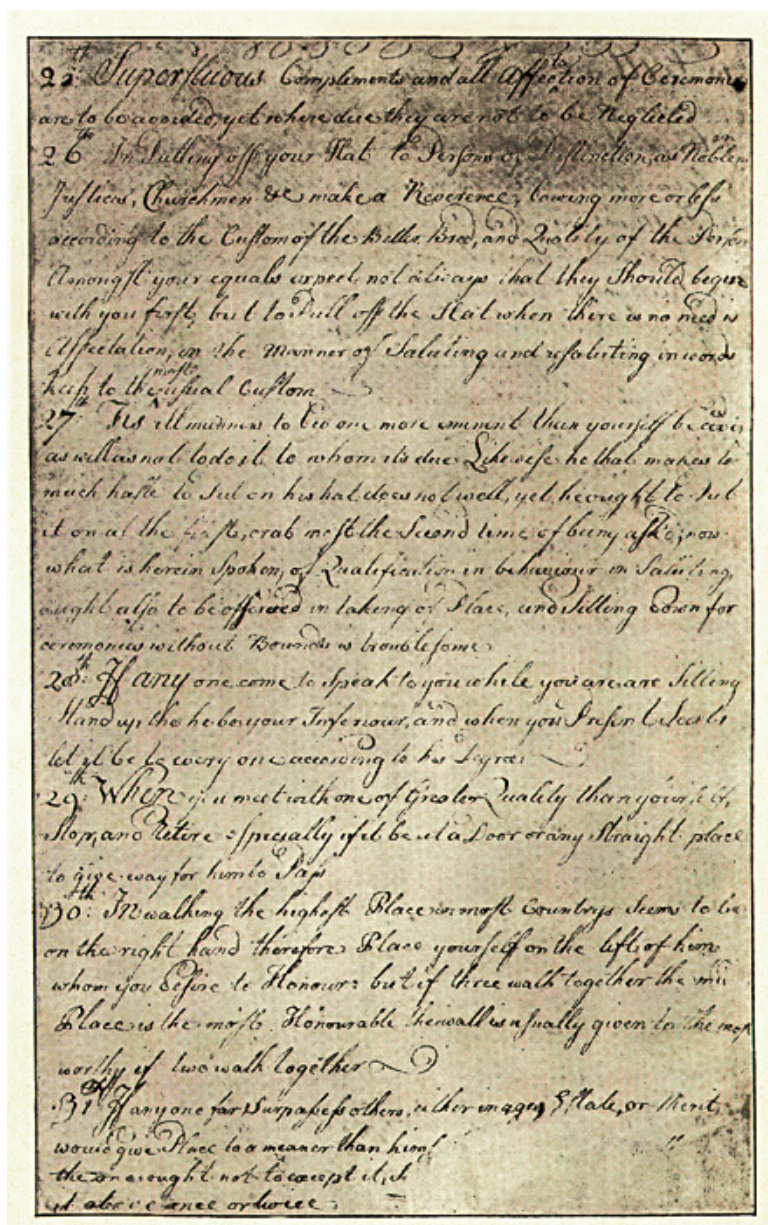 25th Superfluous Complements and all Affectation of Ceremonie
are to be avoided, yet where due they are not to be Neglected
26th In Pulling off your Hat to Persons of Distinction, as Noblemen
Justices, Churchmen &c make a Reverence, bowing more or less
according to the Custom of the Better Bred, and Quality of the Person
Amongst your equals expect not always that they Should begin
with you first, but to Pull off the Hat when there is no need is
Affectation, in the Manner of Saluting and resaluting in words
keep to the most usual Custom
27th Tis ill manners to bid one more eminent than yourself be
as well as not to do it to whom it's due Likewise he that makes to
much haste to Put on his hat does not well, yet he ought to Put
it on at the first, or at most the Second time of being ask'd; now
what is herein Spoken, of Qualification in behaviour in Saluting,
ought also to be observed in taking of Place, and Sitting down for
ceremonies without Bounds is troublesome
28th If any one come to Speak to you while you are are Sitting
Stand up tho he be your Inferiour, and when you Present Seats
let it be to every one according to his Degree
29th When you meet with one of Greater Quality than yourself,
Stop, and retire especially if it be at a Door or any Straight place
to give way for him to Pass
30th In walking the highest Place in most Countrys Seems to be
on the right hand therefore Place yourself on the left of him
whom you desire to Honour: but if three walk together the
Place is the most Honourable the wall is usually given to the most
worthy if two walk together
31st If any one far Surpasses others, either in age, Estate, or Merit
would give Place to a meaner than
the one ought not to except it,
it above once or twice